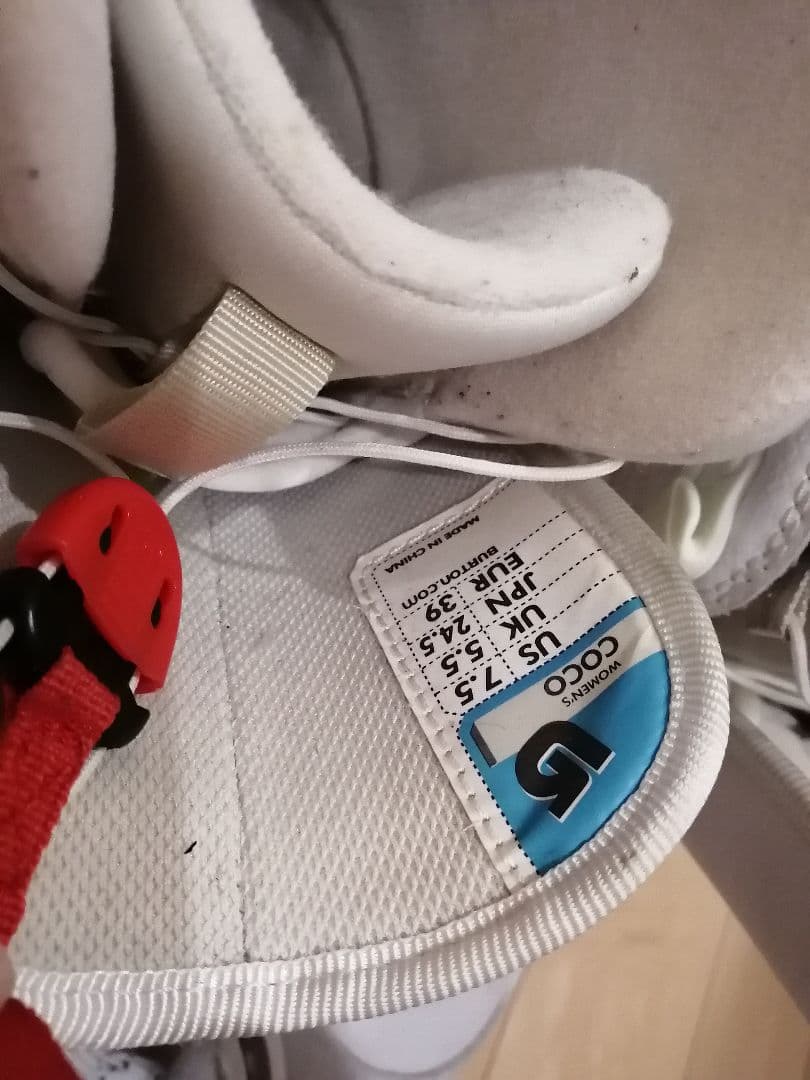 WOMEN'S
COCO
US 7.5
UK 5.5
JPN 24.5
EUR 39
BURTON.COM
MADE IN CHINA